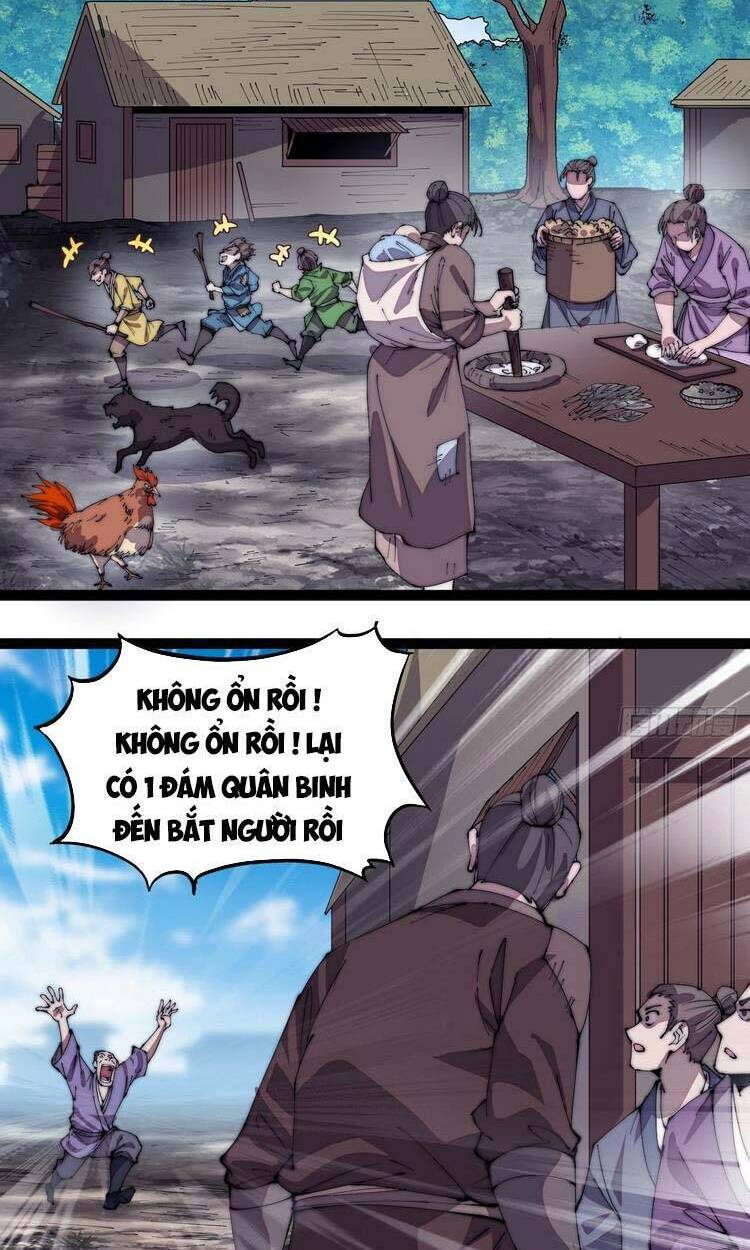 KHÔNG ỔN RỒI !
KHÔNG ỔN RỒI ! LẠI
CÓ 1 ĐÁM QUÂN BINH
ĐẾN BẮT NGƯỜI RỒI